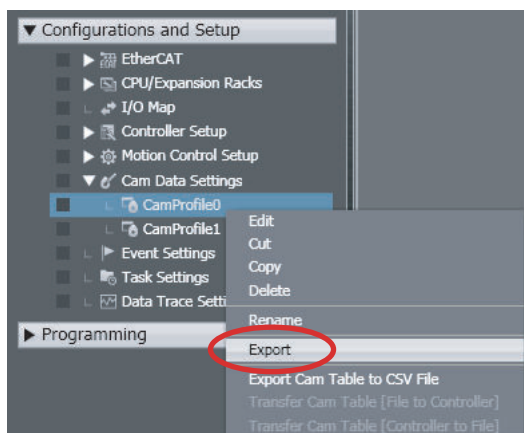 Configurations and Setup
EtherCAT
CPU/Expansion Racks
I/O Map
Controller Setup
Motion Control Setup
Cam Data Settings
CamProfile0
CamProfile1
Event Settings
Task Settings
Data Trace Setti
Programming
Edit
Cut
Copy
Delete
Rename
Export
Export Cam Table to CSV File
Transfer Cam Table [File to Controller]
Transfer Cam Table [Controller to File]